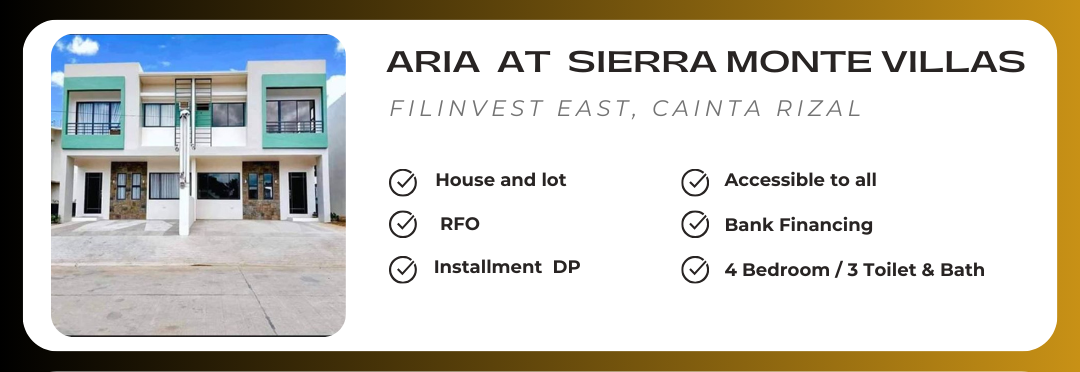 ARIA AT SIERRA MONTE VILLAS
FILINVEST EAST, CAINTA RIZAL
House and lot
RFO
Installment DP
Accessible to all
Bank Financing
4 Bedroom / 3 Toilet & Bath